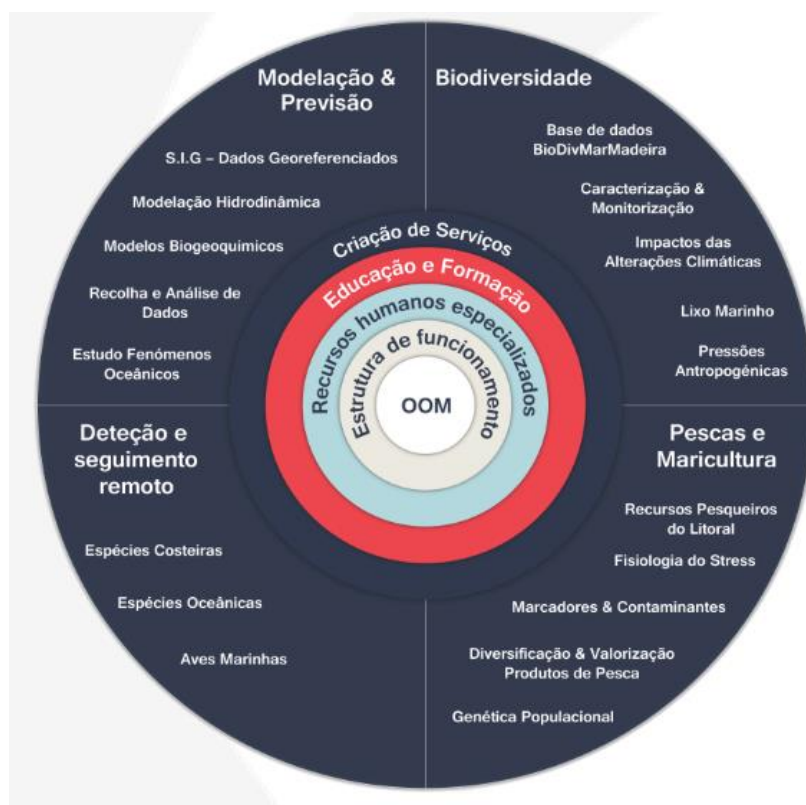 Modelação &
Previsão
S.I.G – Dados Georeferenciados
Modelação Hidrodinâmica
Modelos Biogeoquímicos
Recolha e Análise de
Dados
Estudo Fenómenos
Oceânicos
Biodiversidade
Base de dados
BioDivMarMadeira
Caracterização &
Monitorização
Impactos das
Alterações Climáticas
Lixo Marinho
Pressões
Antropogénicas
Criação de Serviços
Educação e Formação
Recursos humanos especializados
Estrutura de funcionamento
OOM
Deteção e
seguimento
remoto
Espécies Costeiras
Espécies Oceânicas
Aves Marinhas
Pescas e
Maricultura
Recursos Pesqueiros
do Litoral
Fisiologia do Stress
Marcadores & Contaminantes
Diversificação & Valorização
Produtos de Pesca
Genética Populacional